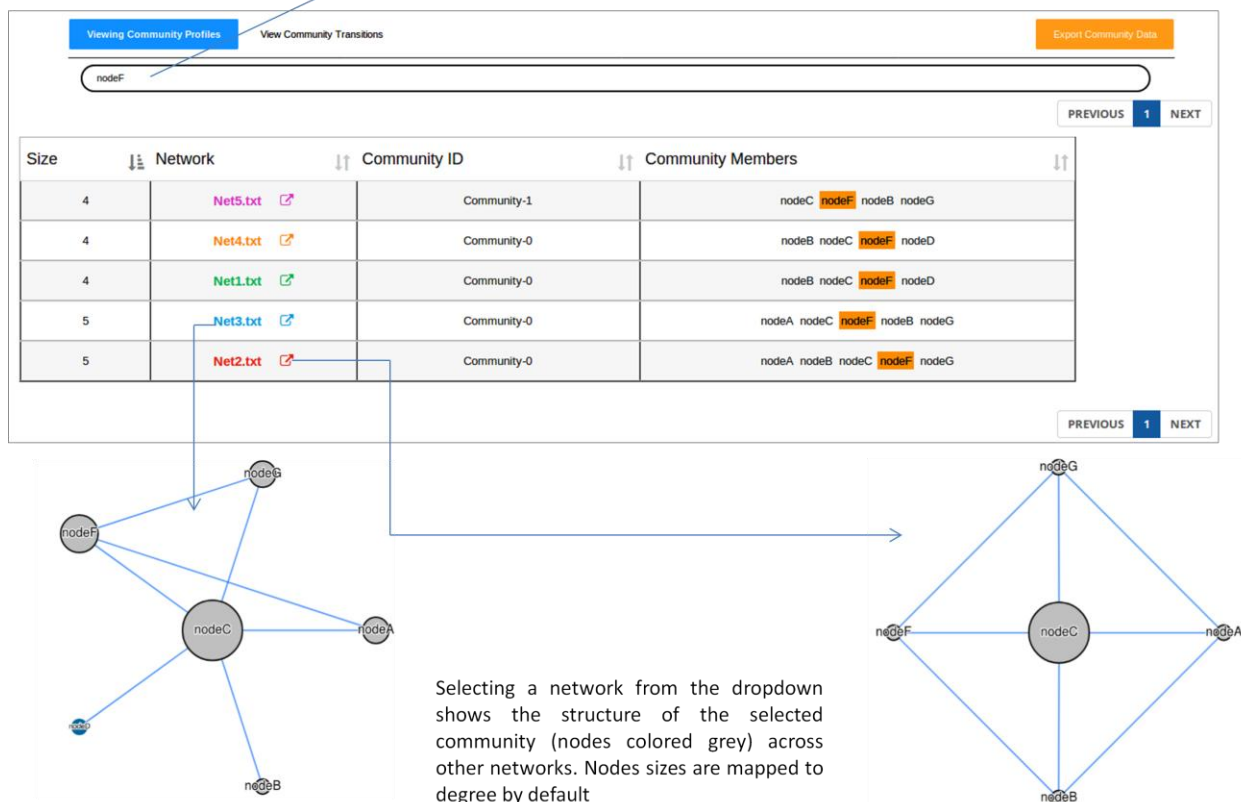 Viewing Community Profiles View Community Transitions Export Community Data
nodeF
PREVIOUS 1 NEXT
Size Network Community ID Community Members
4 Net5.txt Community-1 nodeC nodeF nodeB nodeG
4 Net4.txt Community-0 nodeB nodeC nodeF nodeD
4 Net1.txt Community-0 nodeB nodeC nodeF nodeD
5 Net3.txt Community-0 nodeA nodeC nodeF nodeB nodeG
5 Net2.txt Community-0 nodeA nodeB nodeC nodeF nodeG
PREVIOUS 1 NEXT
nodeG
nodeF
nodeC
nodeA
nodeD
nodeB
Selecting a network from the dropdown
shows the structure of the selected
community (nodes colored grey) across
other networks. Nodes sizes are mapped to
degree by default
nodeG
nodeF
nodeC
nodeA
nodeB